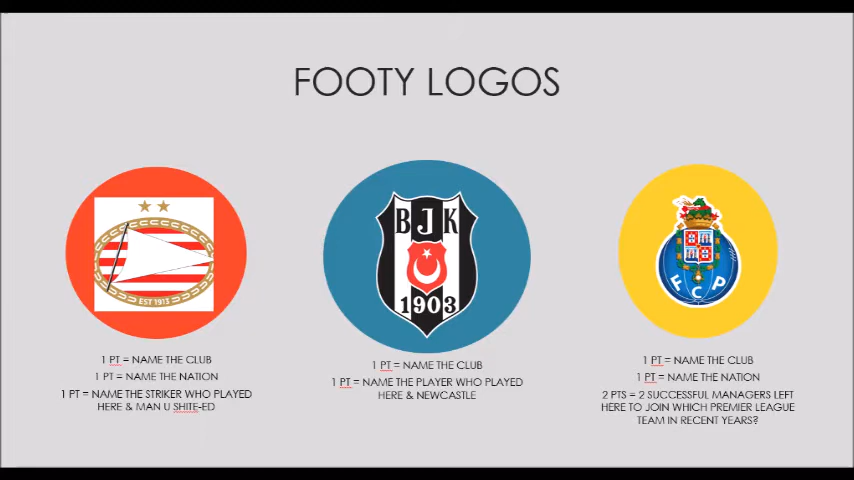 FOOTY LOGOS
EST 1913
1 PT = NAME THE CLUB
1 PT = NAME THE NATION
1 PT = NAME THE STRIKER WHO PLAYED
HERE & MAN U SHITE-ED
BJK
1903
1 PT = NAME THE CLUB
1 PT = NAME THE PLAYER WHO PLAYED
HERE & NEWCASTLE
FCP
1 PT = NAME THE CLUB
1 PT = NAME THE NATION
2 PTS = 2 SUCCESSFUL MANAGERS LEFT
HERE TO JOIN WHICH PREMIER LEAGUE
TEAM IN RECENT YEARS?